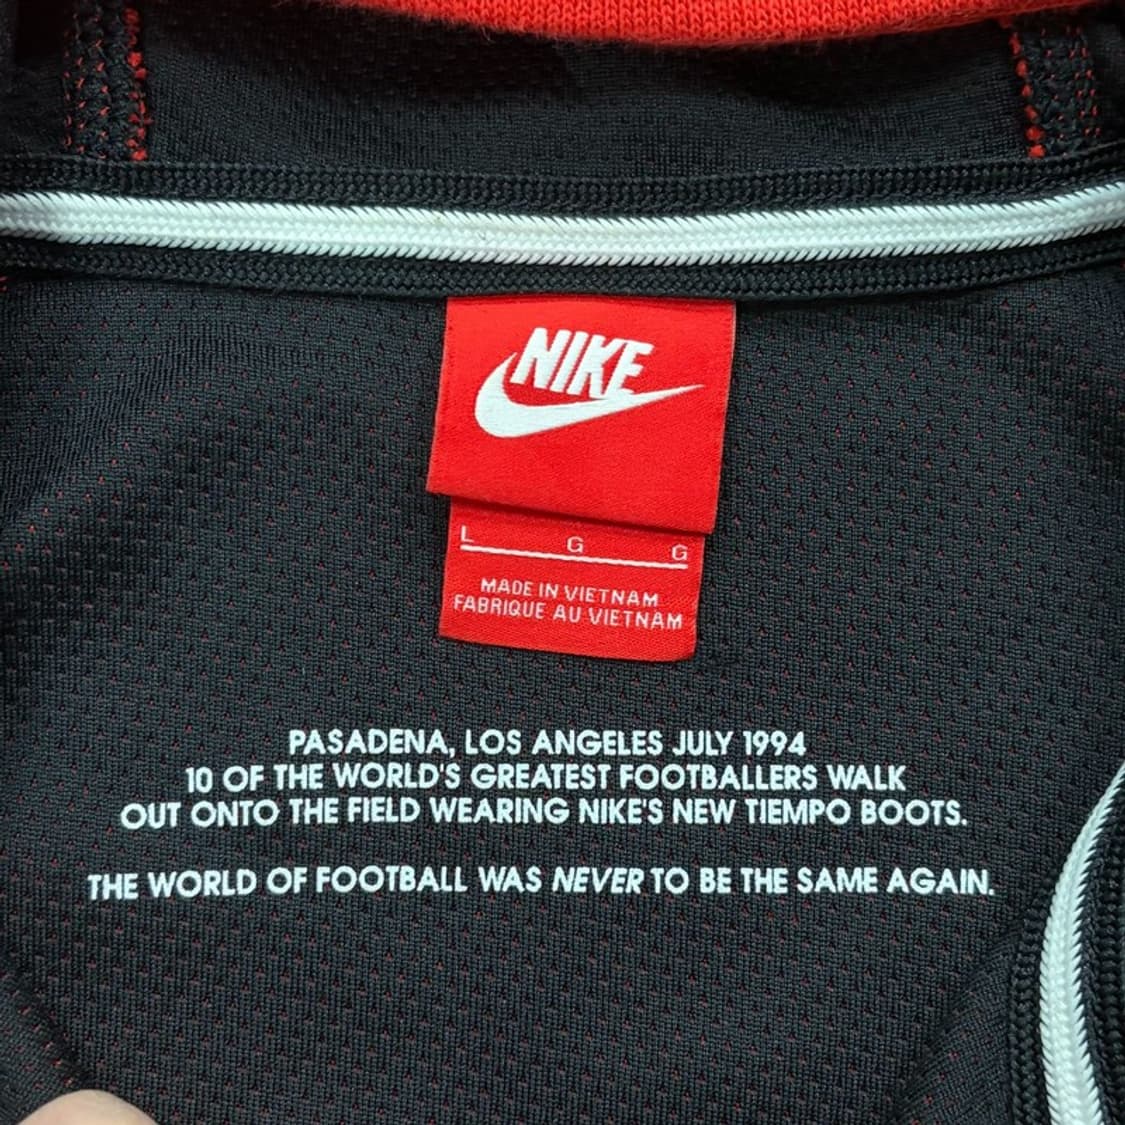 NIKE
L G G
MADE IN VIETNAM
FABRIQUE AU VIETNAM
PASADENA, LOS ANGELES JULY 1994
10 OF THE WORLD'S GREATEST FOOTBALLERS WALK
OUT ONTO THE FIELD WEARING NIKE'S NEW TIEMPO BOOTS.
THE WORLD OF FOOTBALL WAS NEVER TO BE THE SAME AGAIN.